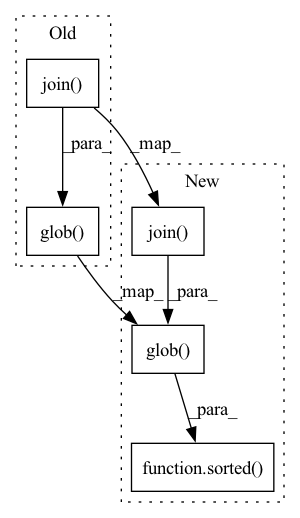 Old
join()
_para_
_map_
New
glob()
join()
_map_
_para_
glob()
_para_
function.sorted()